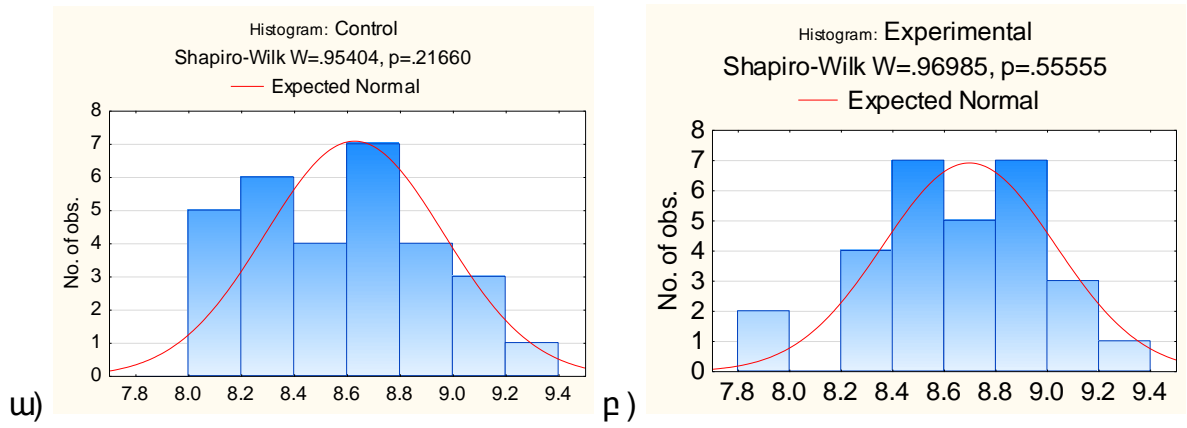 Histogram: Control
Shapiro-Wilk W=.95404, p=.21660
Expected Normal
8
7
6
5
4
3
2
1
0
No. of obs.
7.8 8.0 8.2 8.4 8.6 8.8 9.0 9.2 9.4
ա)
Histogram: Experimental
Shapiro-Wilk W=.96985, p=.55555
Expected Normal
8
7
6
5
4
3
2
1
0
No. of obs.
7.8 8.0 8.2 8.4 8.6 8.8 9.0 9.2 9.4
բ)